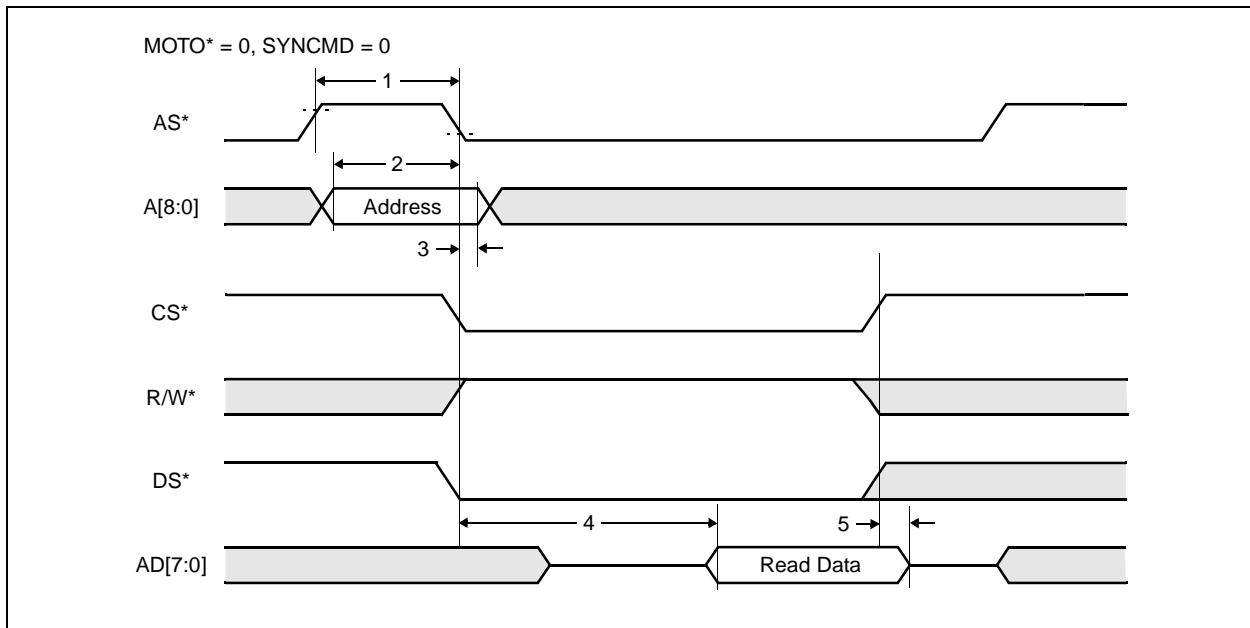 MOTO* = 0, SYNCMD = 0
1
AS*
2
A[8:0]
Address
3
CS*
R/W*
DS*
4
5
AD[7:0]
Read Data